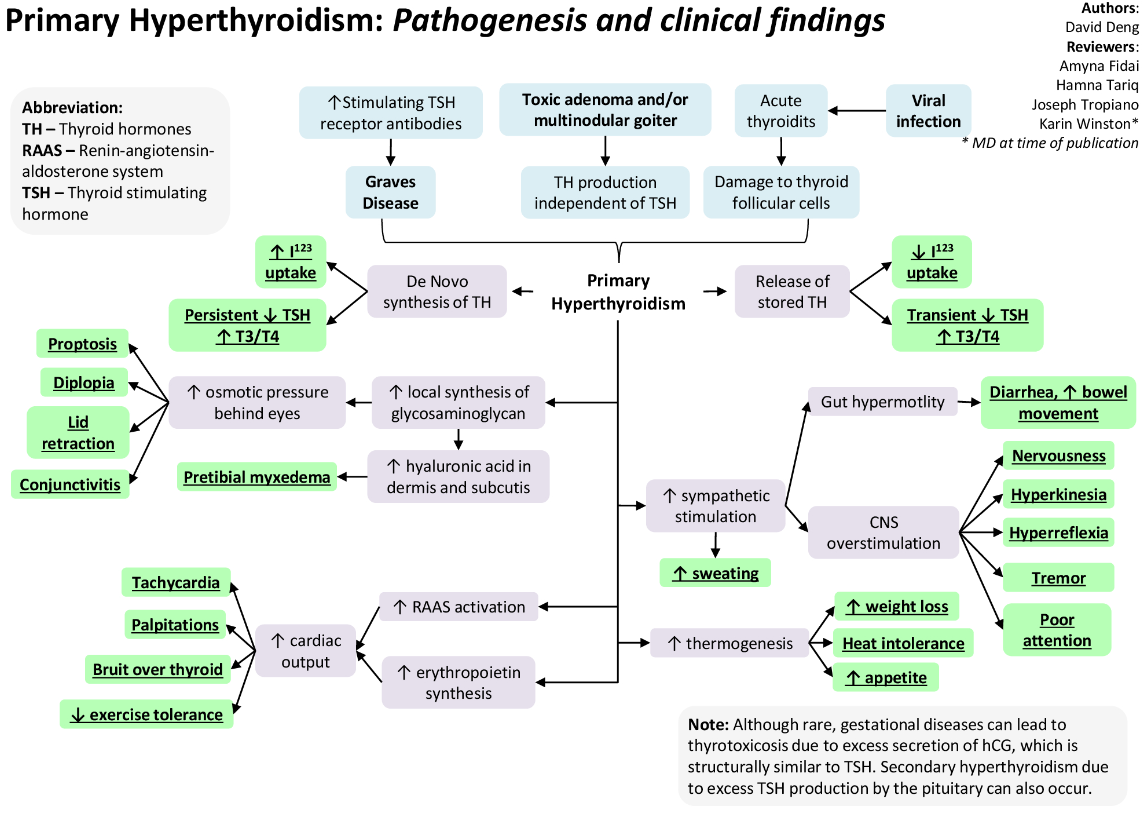 Primary Hyperthyroidism: Pathogenesis and clinical findings
Authors:
David Deng
Reviewers:
Amyna Fidai
Hamna Tariq
Joseph Tropiano
Karin Winston*
* MD at time of publication
Abbreviation:
TH – Thyroid hormones
RAAS – Renin-angiotensin-
aldosterone system
TSH – Thyroid stimulating
hormone
↑Stimulating TSH
receptor antibodies
Toxic adenoma and/or
multinodular goiter
Acute
thyroidits
Viral
infection
Graves
Disease
TH production
independent of TSH
Damage to thyroid
follicular cells
↑ I¹²³
uptake
De Novo
synthesis of TH
Primary
Hyperthyroidism
Release of
stored TH
↓ I¹²³
uptake
Persistent ↓ TSH
↑ T3/T4
Transient ↓ TSH
↑ T3/T4
Proptosis
Diplopia
Lid
retraction
Conjunctivitis
↑ osmotic pressure
behind eyes
↑ local synthesis of
glycosaminoglycan
Pretibial myxedema
↑ hyaluronic acid in
dermis and subcutis
Gut hypermotlity
Diarrhea, ↑ bowel
movement
↑ sympathetic
stimulation
CNS
overstimulation
Nervousness
Hyperkinesia
Hyperreflexia
Tremor
Poor
attention
↑ sweating
Tachycardia
Palpitations
Bruit over thyroid
↓ exercise tolerance
↑ cardiac
output
↑ RAAS activation
↑ erythropoietin
synthesis
↑ thermogenesis
↑ weight loss
Heat intolerance
↑ appetite
Note: Although rare, gestational diseases can lead to
thyrotoxicosis due to excess secretion of hCG, which is
structurally similar to TSH. Secondary hyperthyroidism due
to excess TSH production by the pituitary can also occur.